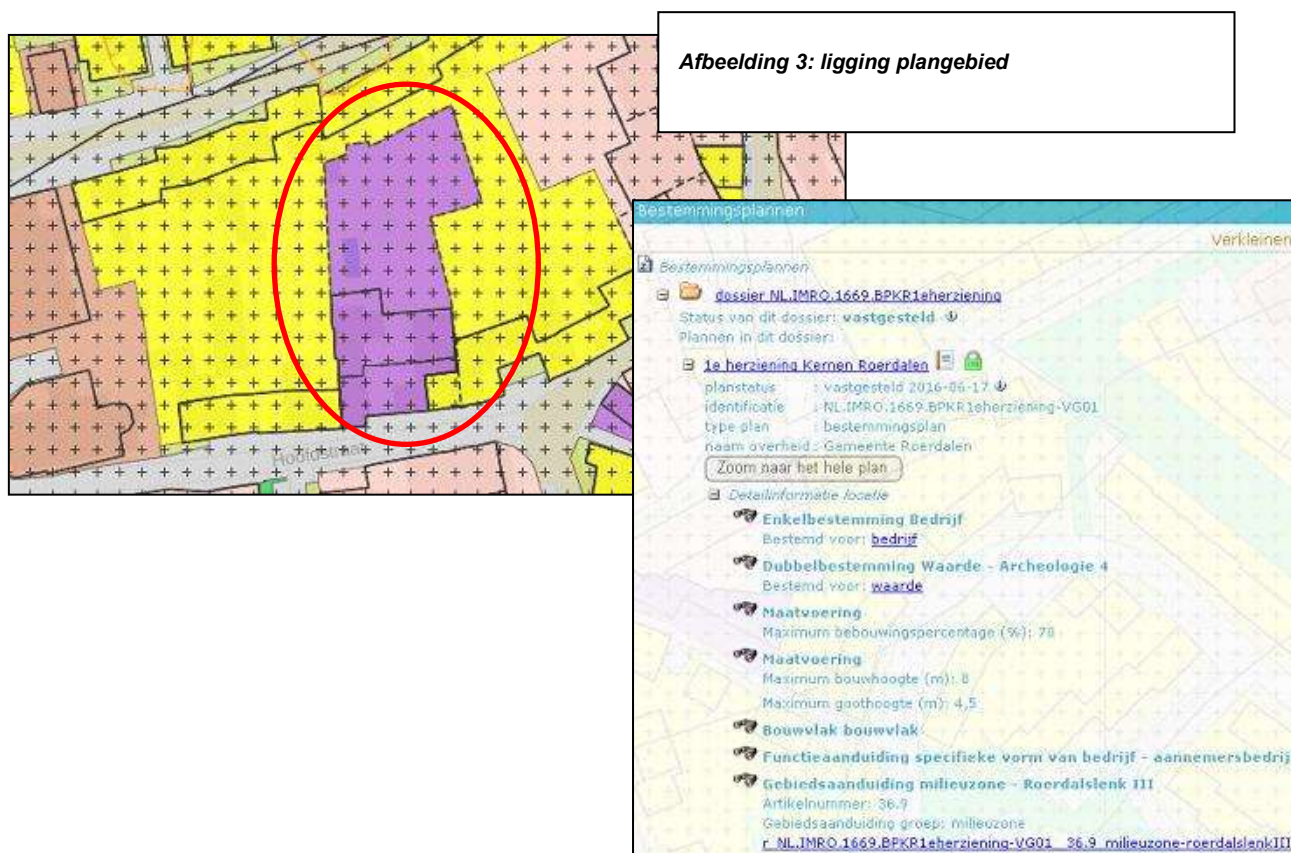 Afbeelding 3: ligging plangebied
Hoofdstraat
Bestemmingsplannen
Verkleinen
Bestemmingsplannen
dossier NL.IMRO.1669.BPKR1eherziening
Status van dit dossier: vastgesteld
Plannen in dit dossier:
1e herziening Kernen Roerdalen
planstatus : vastgesteld 2016-06-17
identificatie : NL.IMRO.1669.BPKR1eherziening-VG01
type plan : bestemmingsplan
naam overheid : Gemeente Roerdalen
Zoom naar het hele plan
Detailinformatie locatie
Enkelbestemming Bedrijf
Bestemd voor: bedrijf
Dubbelbestemming Waarde - Archeologie 4
Bestemd voor: waarde
Maatvoering
Maximum bebouwingspercentage (%): 70
Maatvoering
Maximum bouwhoogte (m): 8
Maximum goothoogte (m): 4,5
Bouwvlak bouwvlak
Functieaanduiding specifieke vorm van bedrijf - aannemersbedrij
Gebiedsaanduiding milieuzone - Roerdalslenk III
Artikelnummer: 36.9
Gebiedsaanduiding groep: milieuzone
r_NL.IMRO.1669.BPKR1eherziening-VG01_36.9_milieuzone-roerdalslenkIII